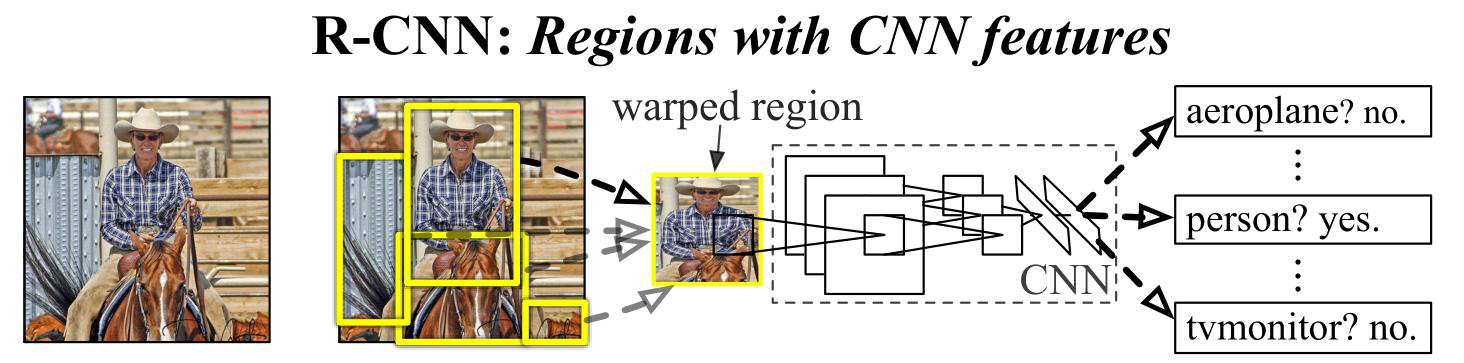 R-CNN: Regions with CNN features
warped region
aeroplane? no.
person? yes.
CNN
tvmonitor? no.